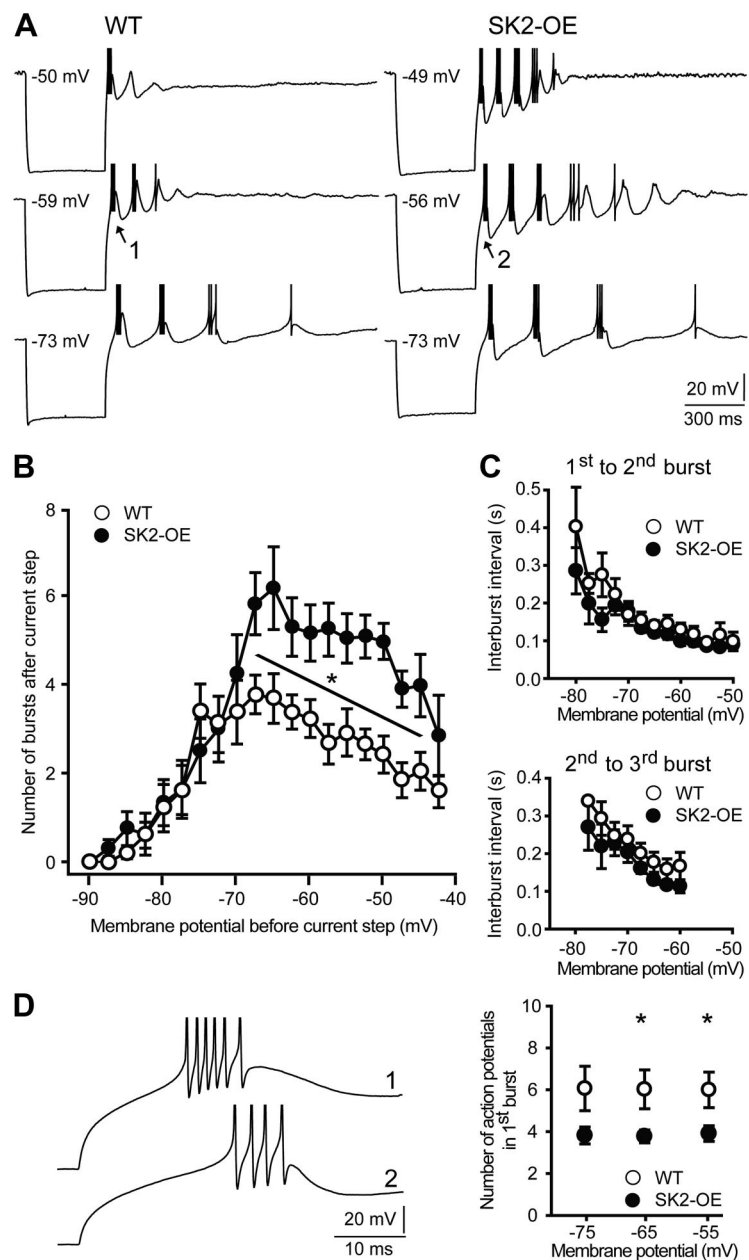 A
WT
SK2-OE
-50 mV
-49 mV
-59 mV
-56 mV
1
2
-73 mV
-73 mV
20 mV
300 ms
B
WT
SK2-OE
8
6
4
2
0
*
Number of bursts after current step
-90 -80 -70 -60 -50 -40
Membrane potential before current step (mV)
C
1st to 2nd burst
0.5
0.4
0.3
0.2
0.1
0.0
WT
SK2-OE
Interburst interval (s)
-80 -70 -60 -50
Membrane potential (mV)
2nd to 3rd burst
0.4
0.3
0.2
0.1
0.0
WT
SK2-OE
Interburst interval (s)
-80 -70 -60 -50
Membrane potential (mV)
D
1
2
20 mV
10 ms
10
8
6
4
2
0
* *
Number of action potentials
in 1st burst
WT
SK2-OE
-75 -65 -55
Membrane potential (mV)